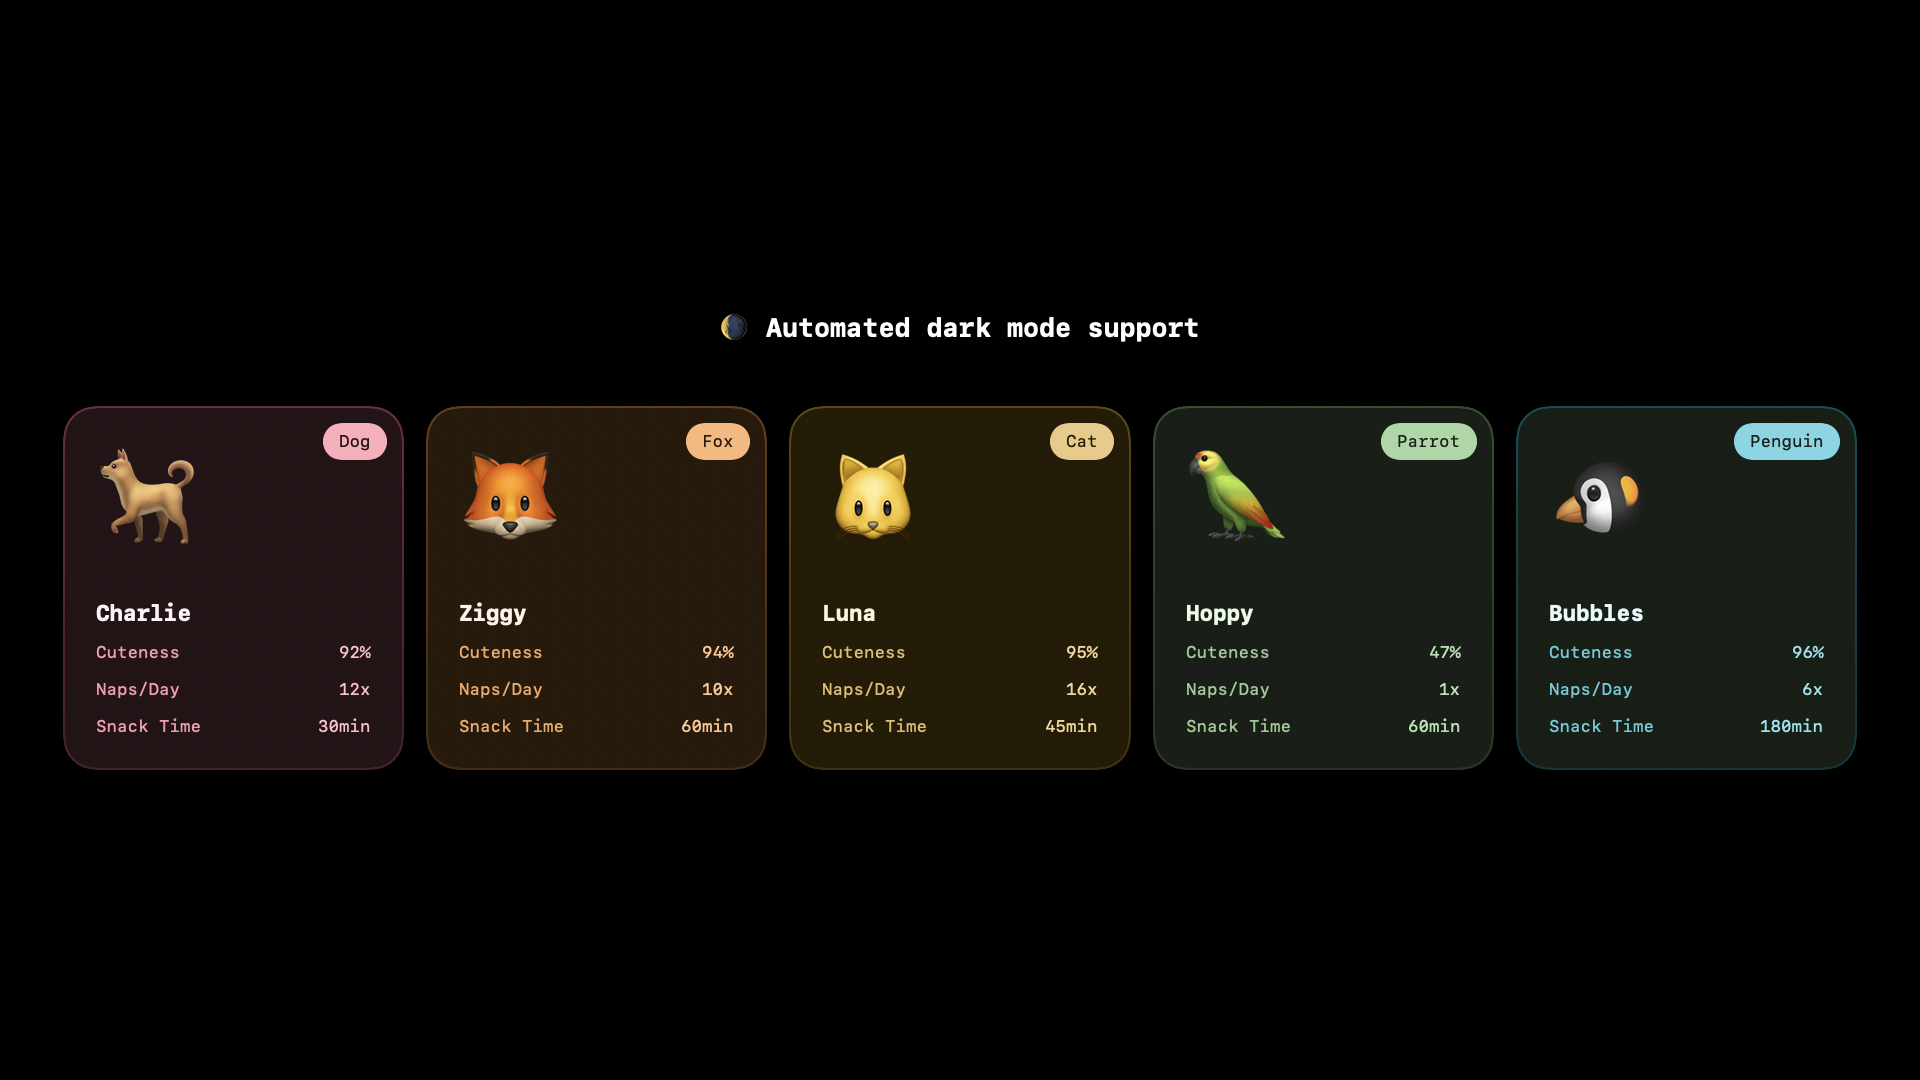 Automated dark mode support
Dog
Charlie
Cuteness 92%
Naps/Day 12x
Snack Time 30min
Fox
Ziggy
Cuteness 94%
Naps/Day 10x
Snack Time 60min
Cat
Luna
Cuteness 95%
Naps/Day 16x
Snack Time 45min
Parrot
Hoppy
Cuteness 47%
Naps/Day 1x
Snack Time 60min
Penguin
Bubbles
Cuteness 96%
Naps/Day 6x
Snack Time 180min